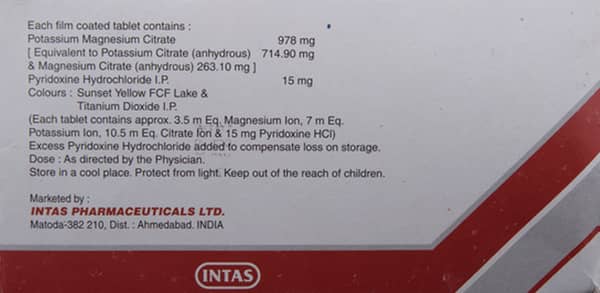 Each film coated tablet contains :
Potassium Magnesium Citrate 978 mg
[ Equivalent to Potassium Citrate (anhydrous) 714.90 mg
& Magnesium Citrate (anhydrous) 263.10 mg ]
Pyridoxine Hydrochloride I.P. 15 mg
Colours : Sunset Yellow FCF Lake &
Titanium Dioxide I.P.
(Each tablet contains approx. 3.5 m Eq. Magnesium Ion, 7 m Eq.
Potassium Ion, 10.5 m Eq. Citrate Ion & 15 mg Pyridoxine HCl)
Excess Pyridoxine Hydrochloride added to compensate loss on storage.
Dose : As directed by the Physician.
Store in a cool place. Protect from light. Keep out of the reach of children.
Marketed by :
INTAS PHARMACEUTICALS LTD.
Matoda-382 210, Dist. : Ahmedabad. INDIA
INTAS